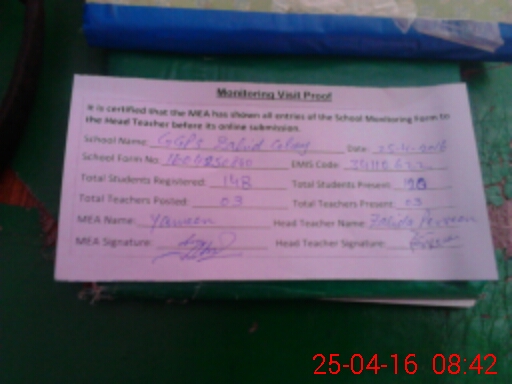 Monitoring Visit Proof
It is certified that the MEA has shown all entries of the School Monitoring Form to
the Head Teacher before its online submission.
School Name: GGPS Colony Date: 25-4-2016
School Form No EMIS Code:
Total Students Registered: 148 Total Students Present:
Total Teachers Posted: 03 Total Teachers Present: 03
MEA Name: Yameen Head Teacher Name: Zahida Perveen
MEA Signature: Head Teacher Signature:
25-04-16 08:42